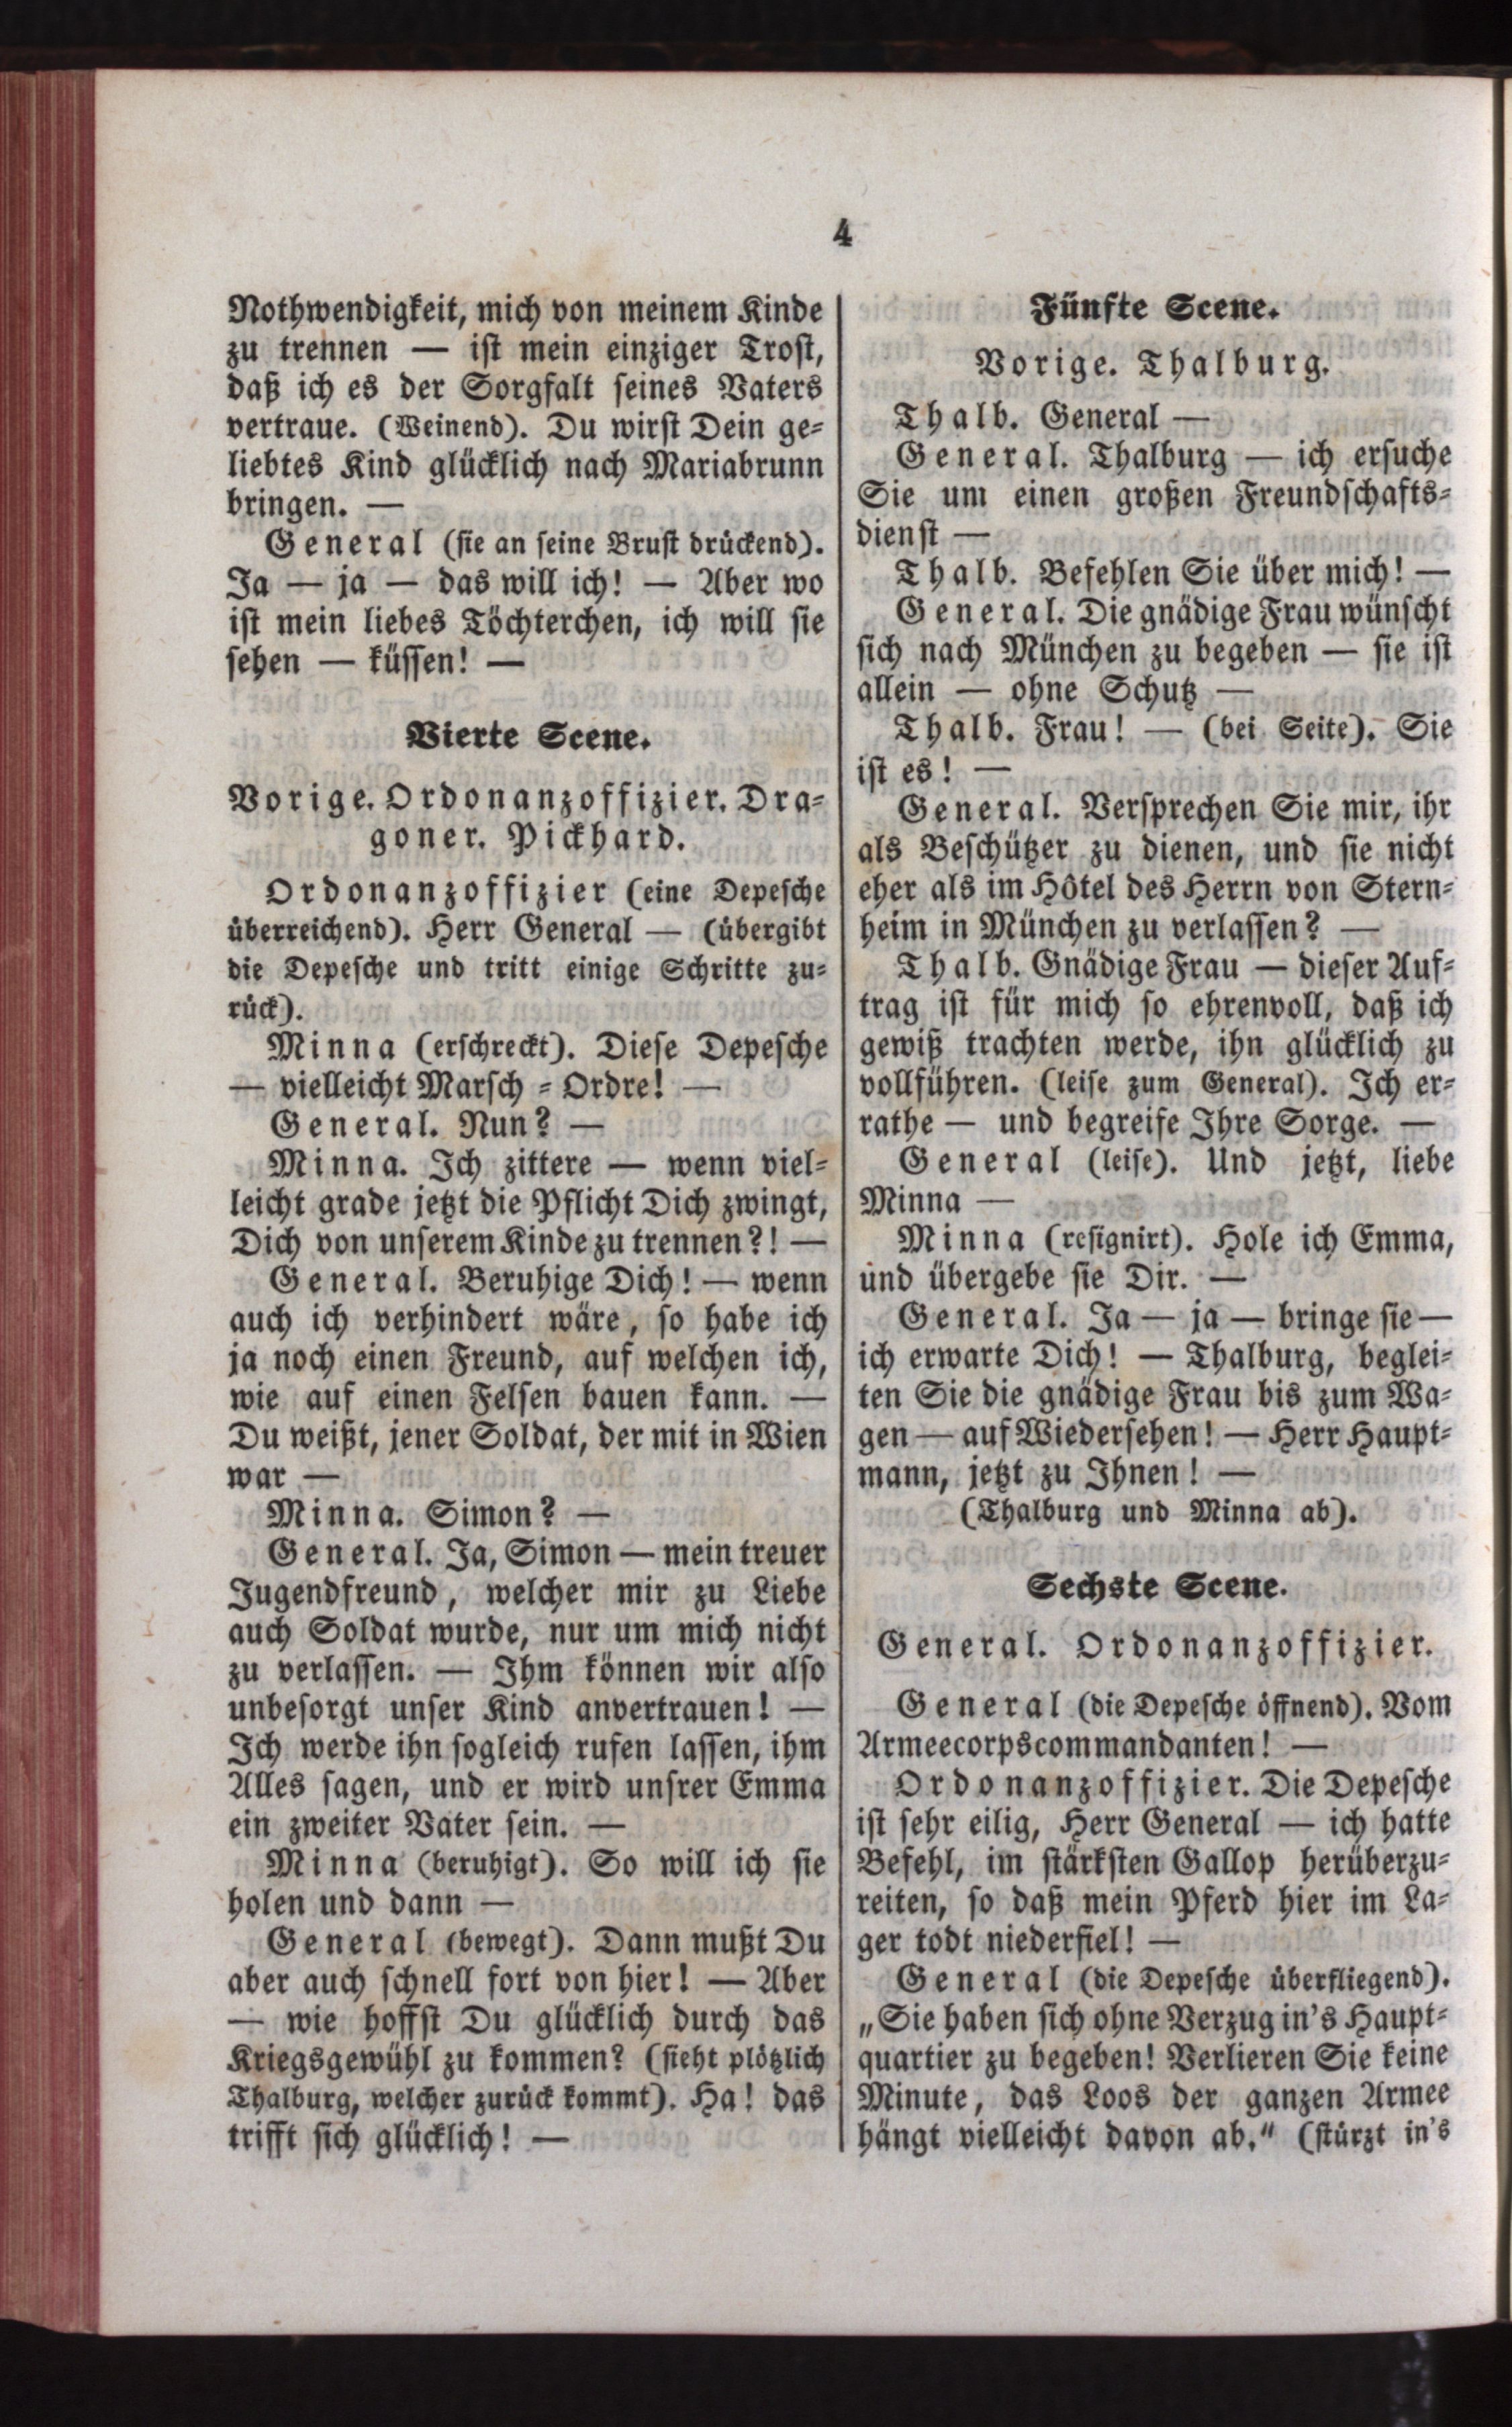 4
Nothwendigkeit, mich von meinem Kinde
zu trennen — ist mein einziger Trost,
daß ich es der Sorgfalt seines Vaters
vertraue. (Weinend). Du wirst Dein ge-
liebtes Kind glücklich nach Mariabrunn
bringen. —
General (sie an seine Brust drückend).
Ja — ja — das will ich! — Aber wo
ist mein liebes Töchterchen, ich will sie
sehen — küssen! —
Vierte Scene.
Vorige. Ordonanzoffizier. Dra-
goner. Pickhard.
Ordonanzoffizier (eine Depesche
überreichend). Herr General — (übergibt
die Depesche und tritt einige Schritte zu-
rück).
Minna (erschreckt). Diese Depesche
— vielleicht Marsch - Ordre! —
General. Nun? —
Minna. Ich zittere — wenn viel-
leicht grade jetzt die Pflicht Dich zwingt,
Dich von unserem Kinde zu trennen?! —
General. Beruhige Dich! — wenn
auch ich verhindert wäre, so habe ich
ja noch einen Freund, auf welchen ich,
wie auf einen Felsen bauen kann. —
Du weißt, jener Soldat, der mit in Wien
war —
Minna. Simon? —
General. Ja, Simon — mein treuer
Jugendfreund, welcher mir zu Liebe
auch Soldat wurde, nur um mich nicht
zu verlassen. — Ihm können wir also
unbesorgt unser Kind anvertrauen! —
Ich werde ihn sogleich rufen lassen, ihm
Alles sagen, und er wird unsrer Emma
ein zweiter Vater sein. —
Minna (beruhigt). So will ich sie
holen und dann —
General (bewegt). Dann mußt Du
aber auch schnell fort von hier! — Aber
— wie hoffst Du glücklich durch das
Kriegsgewühl zu kommen? (sieht plötzlich
Thalburg, welcher zurück kommt). Ha! das
trifft sich glücklich! —
Fünfte Scene.
Vorige. Thalburg.
Thalb. General —
General. Thalburg — ich ersuche
Sie um einen großen Freundschafts-
dienst —
Thalb. Befehlen Sie über mich! —
General. Die gnädige Frau wünscht
sich nach München zu begeben — sie ist
allein — ohne Schutz —
Thalb. Frau! — (bei Seite). Sie
ist es! —
General. Versprechen Sie mir, ihr
als Beschützer zu dienen, und sie nicht
eher als im Hôtel des Herrn von Stern-
heim in München zu verlassen? —
Thalb. Gnädige Frau — dieser Auf-
trag ist für mich so ehrenvoll, daß ich
gewiß trachten werde, ihn glücklich zu
vollführen. (leise zum General). Ich er-
rathe — und begreife Ihre Sorge. —
General (leise). Und jetzt, liebe
Minna —
Minna (resignirt). Hole ich Emma,
und übergebe sie Dir. —
General. Ja — ja — bringe sie —
ich erwarte Dich! — Thalburg, beglei-
ten Sie die gnädige Frau bis zum Wa-
gen — auf Wiedersehen! — Herr Haupt-
mann, jetzt zu Ihnen! —
(Thalburg und Minna ab).
Sechste Scene.
General. Ordonanzoffizier.
General (die Depesche öffnend). Vom
Armeecorpscommandanten! —
Ordonanzoffizier. Die Depesche
ist sehr eilig, Herr General — ich hatte
Befehl, im stärksten Gallop herüberzu-
reiten, so daß mein Pferd hier im La-
ger todt niederfiel! —
General (die Depesche überfliegend).
„Sie haben sich ohne Verzug in's Haupt-
quartier zu begeben! Verlieren Sie keine
Minute, das Loos der ganzen Armee
hängt vielleicht davon ab." (stürzt in's